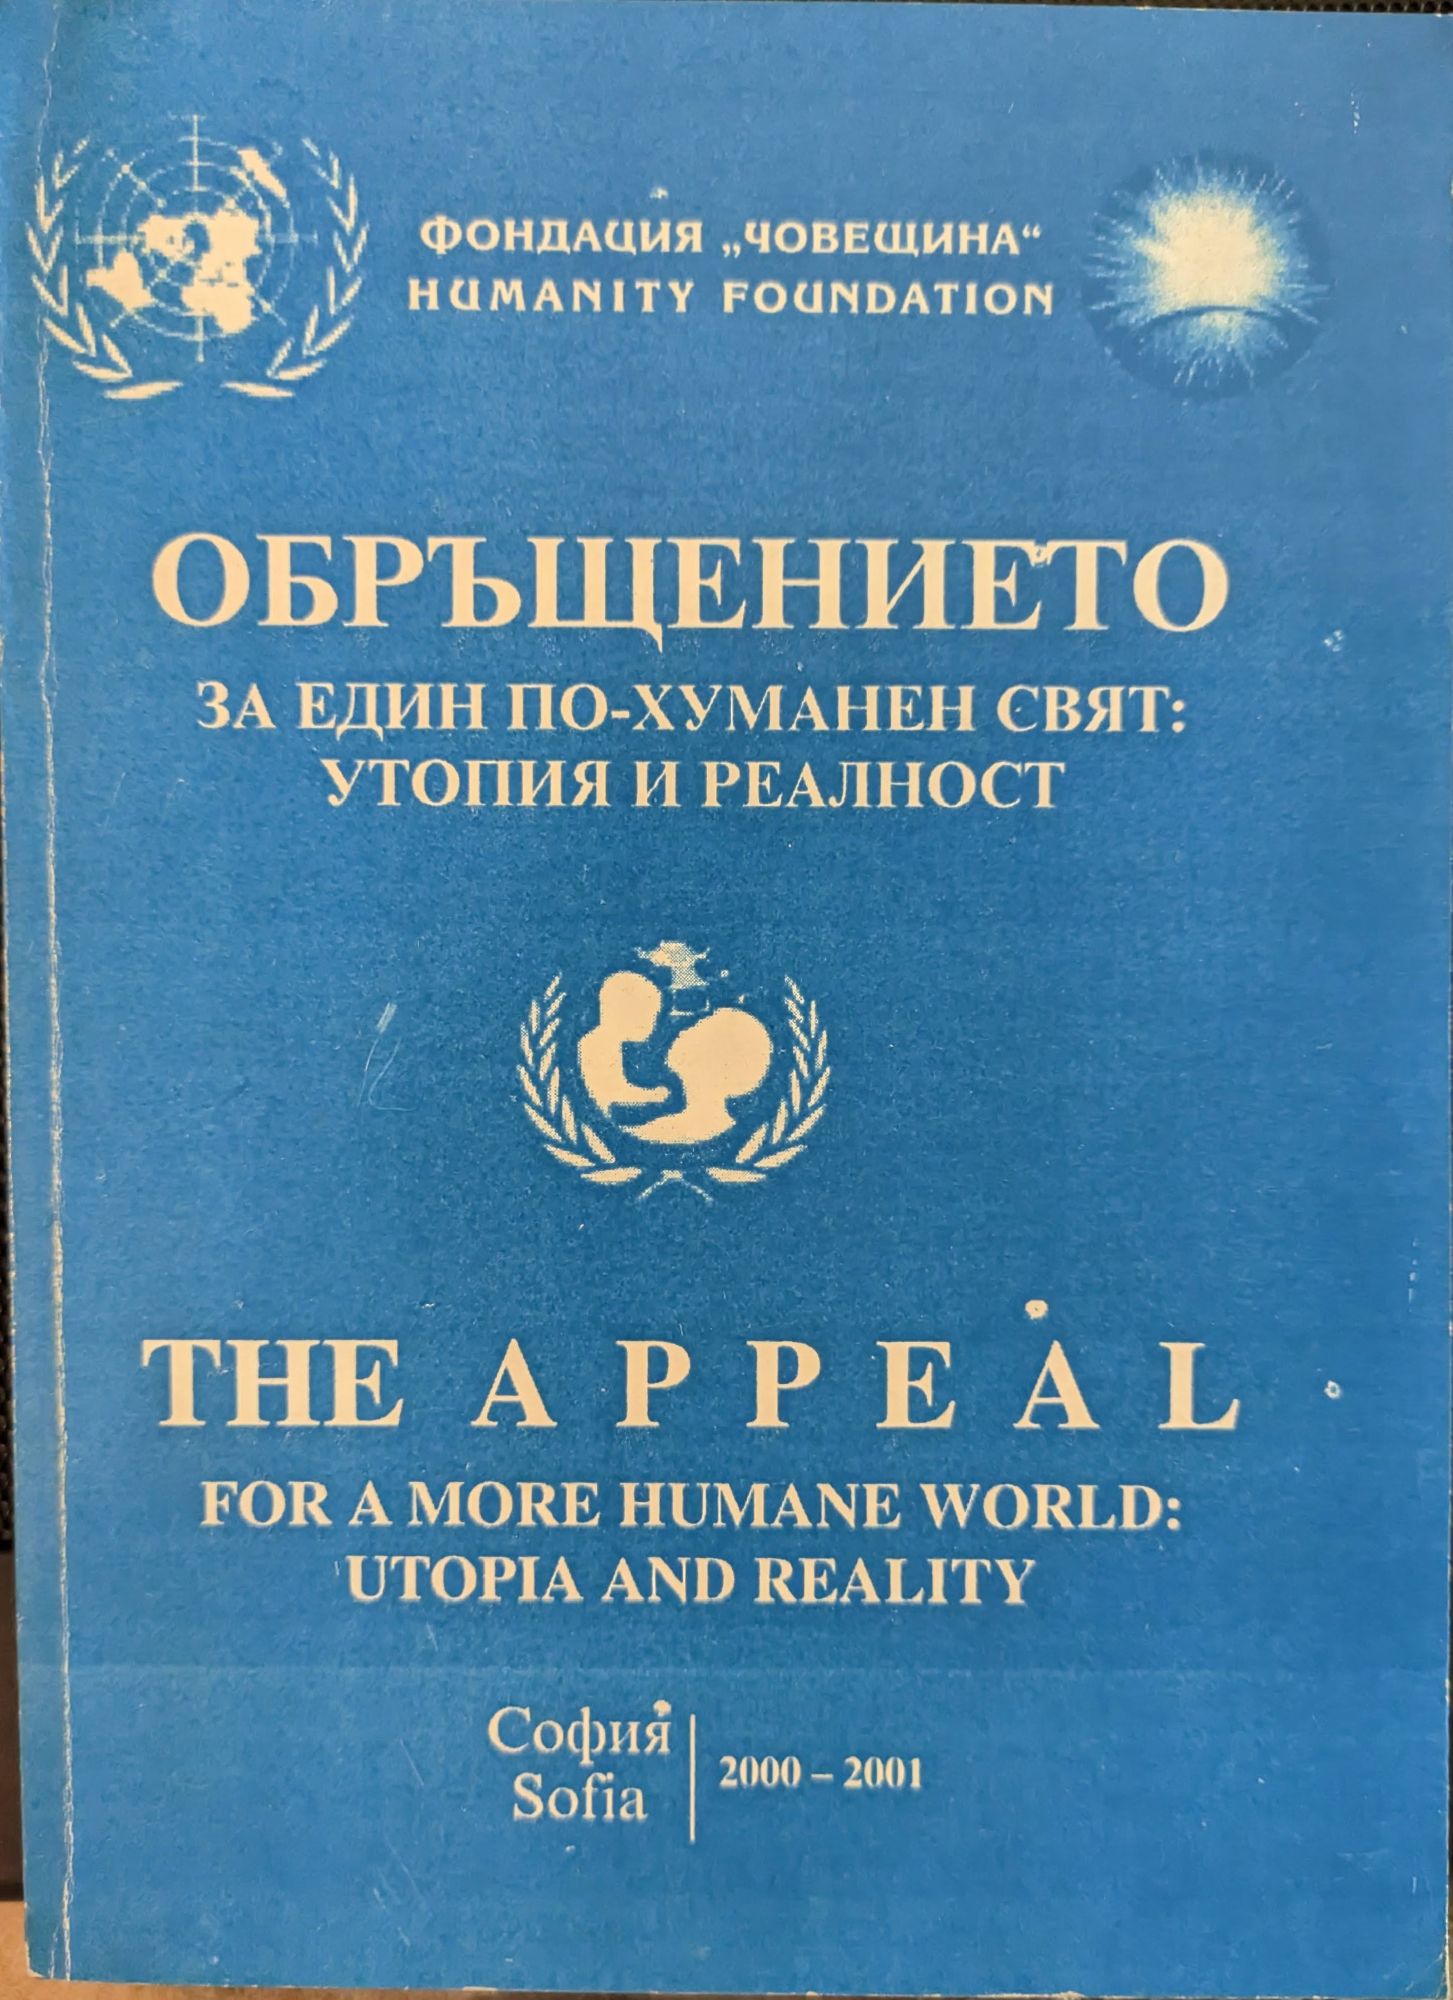 ФОНДАЦИЯ „ЧОВЕЩИНА“
HUMANITY FOUNDATION
ОБРЪЩЕНИЕТО
ЗА ЕДИН ПО-ХУМАНЕН СВЯТ:
УТОПИЯ И РЕАЛНОСТ
THE APPEAL
FOR A MORE HUMANE WORLD:
UTOPIA AND REALITY
София
Sofia
2000 – 2001